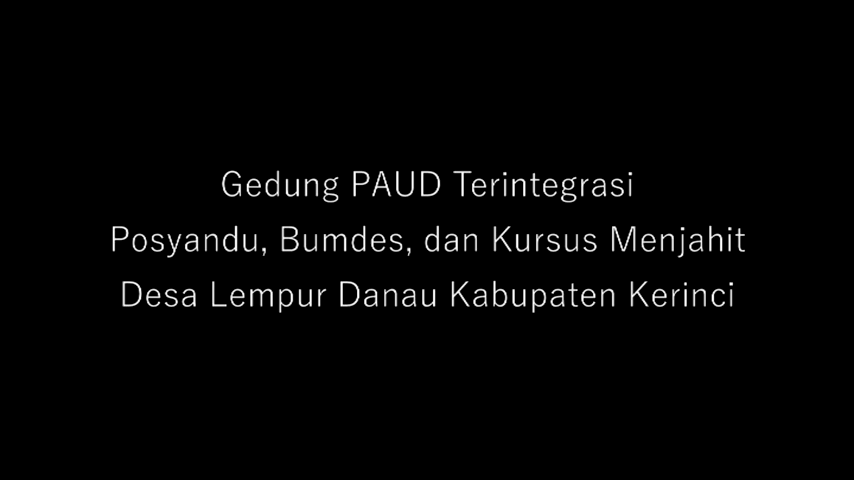 Gedung PAUD Terintegrasi
Posyandu, Bumdes, dan Kursus Menjahit
Desa Lempur Danau Kabupaten Kerinci